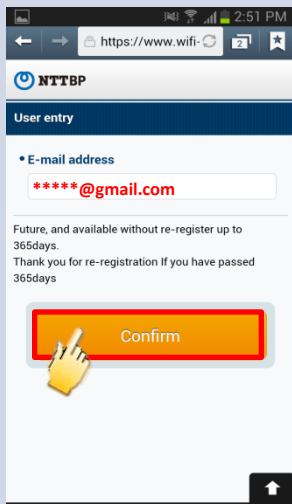 2:51 PM
https://www.wifi-
2
NTTBP
User entry
• E-mail address
*****@gmail.com
Future, and available without re-register up to
365days.
Thank you for re-registration If you have passed
365days
Confirm